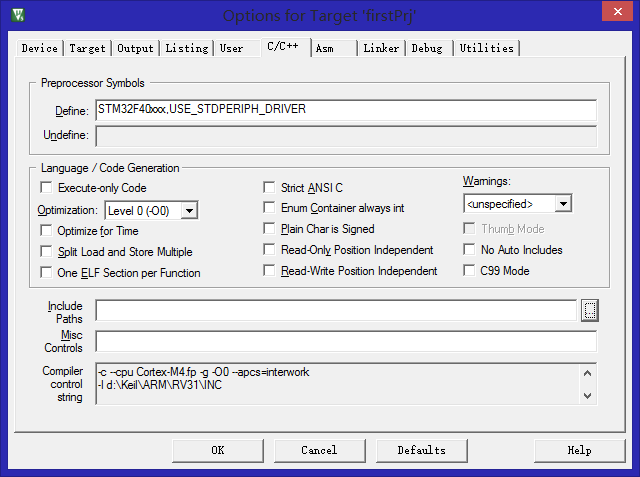 Options for Target 'firstPrj'
Device Target Output Listing User C/C++ Asm Linker Debug Utilities
Preprocessor Symbols
Define: STM32F40xxx,USE_STDPERIPH_DRIVER
Undefine:
Language / Code Generation
Execute-only Code
Strict ANSI C
Warnings:
Optimization: Level 0 (-O0)
Enum Container always int
<unspecified>
Optimize for Time
Plain Char is Signed
Thumb Mode
Split Load and Store Multiple
Read-Only Position Independent
No Auto Includes
One ELF Section per Function
Read-Write Position Independent
C99 Mode
Include
Paths
...
Misc
Controls
Compiler
control
string
-c --cpu Cortex-M4.fp -g -O0 --apcs=interwork
-I d:\Keil\ARM\RV31\INC
OK Cancel Defaults Help